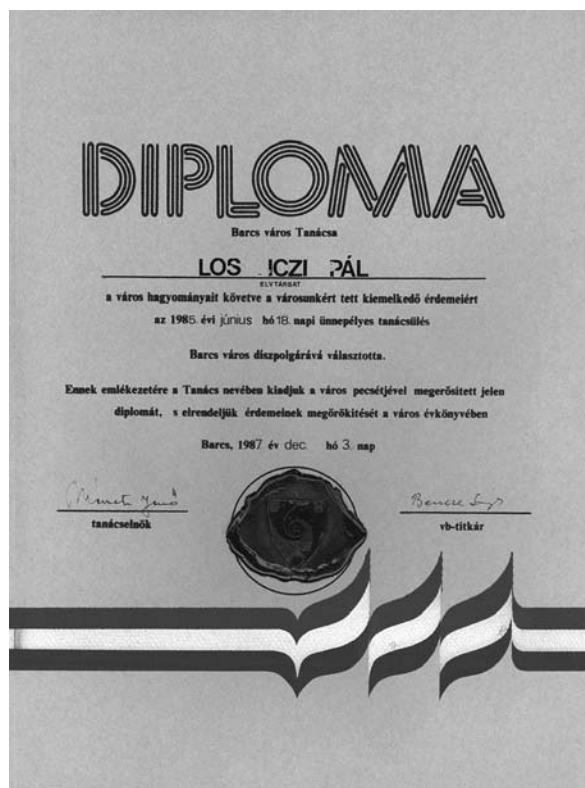 DIPLOMA
Barcs város Tanácsa
LOS ICZI PÁL
ELVTÁRSAT
a város hagyományait követve a városunkért tett kiemelkedő érdemeiért
az 1985. évi június hó 18. napi ünnepélyes tanácsülés
Barcs város díszpolgárává választotta.
Ennek emlékezetére a Tanács nevében kiadjuk a város pecsétjével megerősített jelen
diplomát, s elrendeljük érdemeinek megörökítését a város évkönyvében
Barcs, 1987 év dec. hó 3. nap
Németh Jenő
tanácselnök
vb-titkár